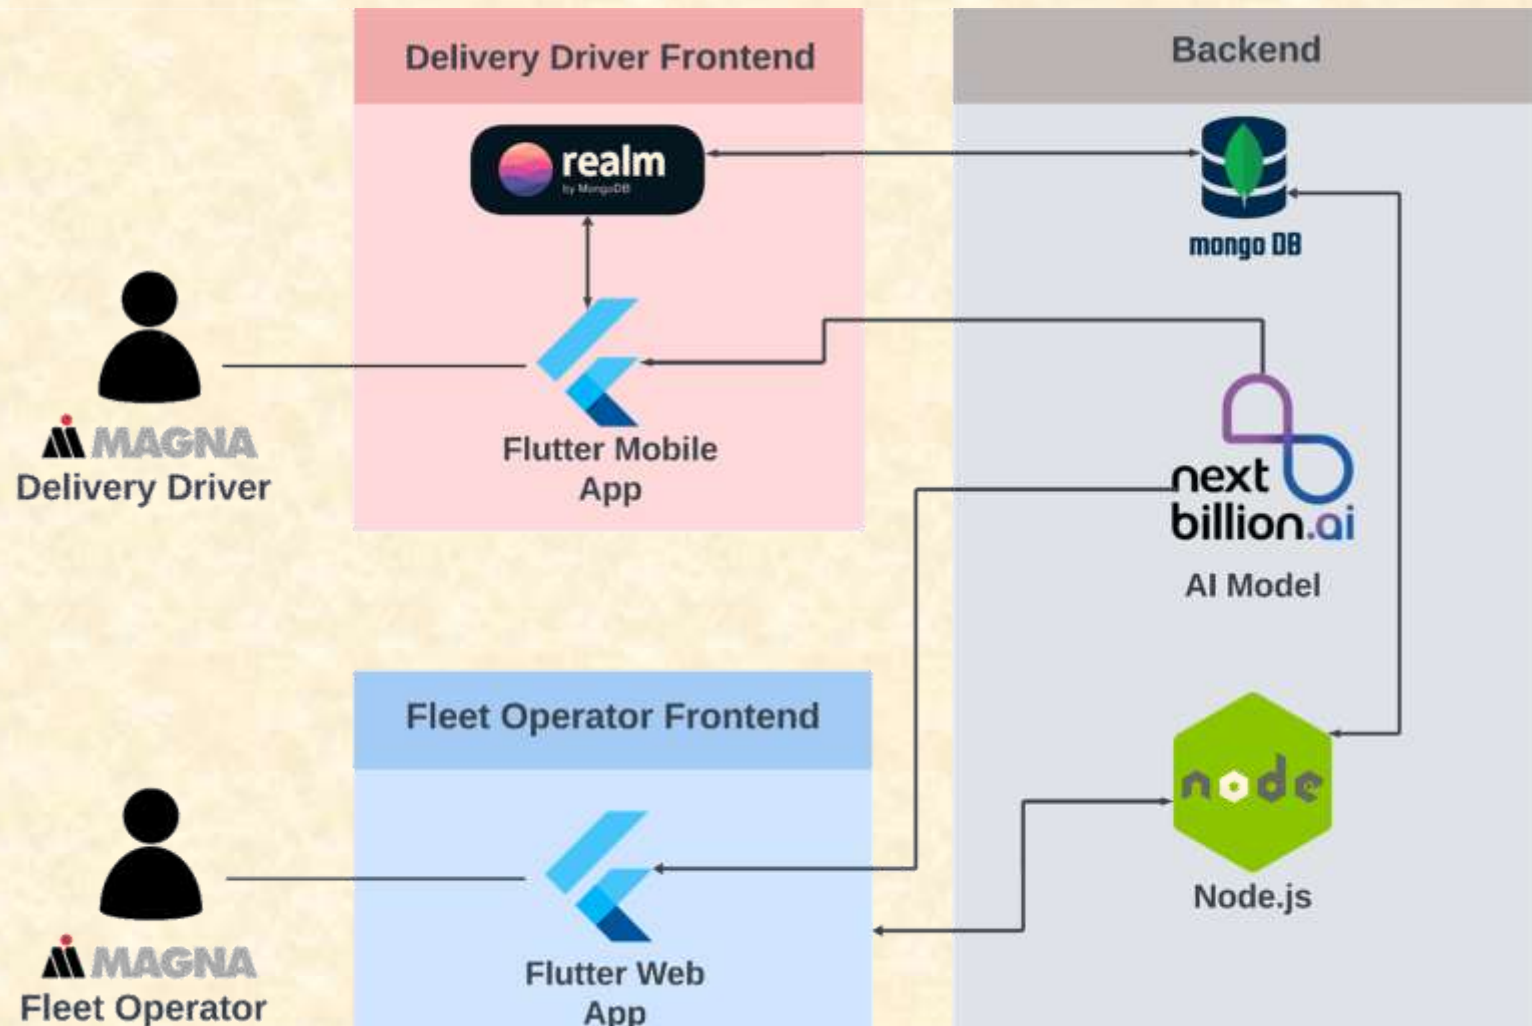 Delivery Driver Frontend
Backend
realm
by MongoDB
mongo DB
MAGNA
Delivery Driver
Flutter Mobile
App
next
billion.ai
AI Model
Fleet Operator Frontend
node
Node.js
MAGNA
Fleet Operator
Flutter Web
App